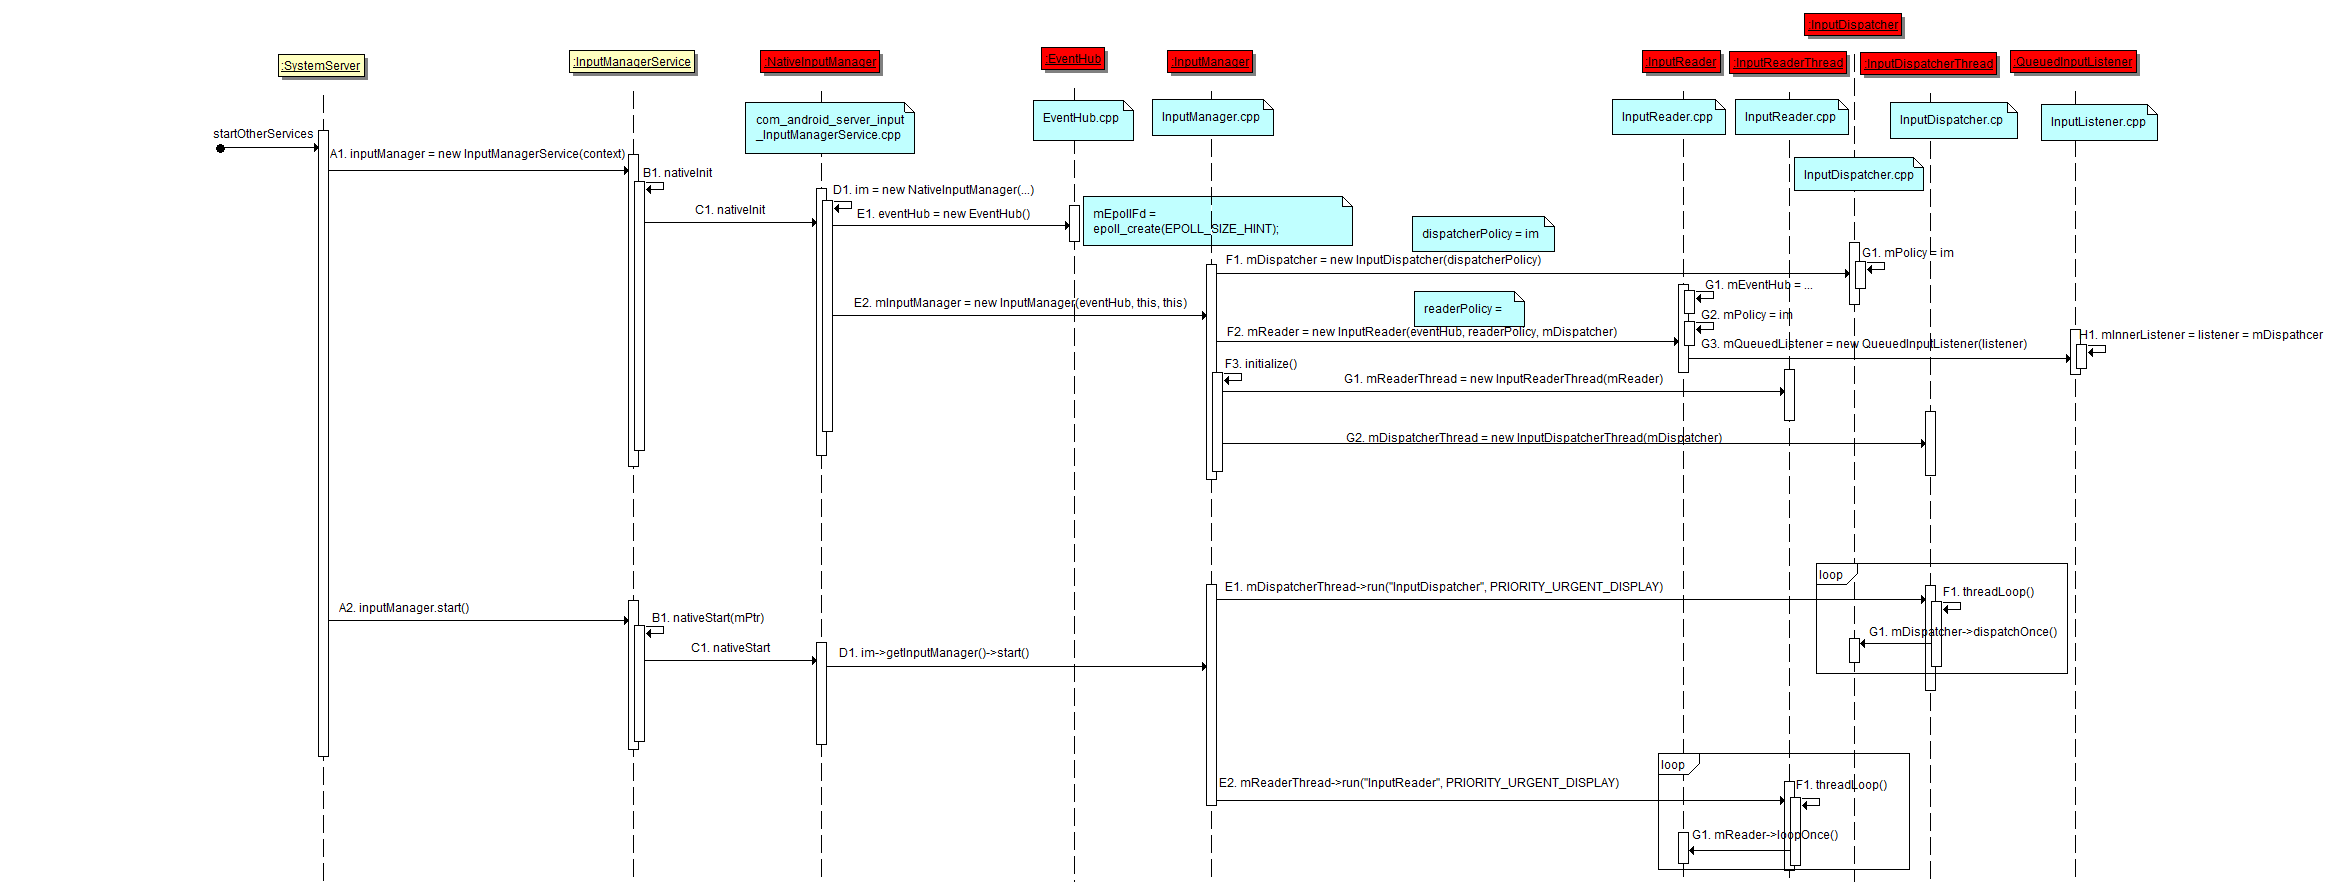 :InputDispatcher
:SystemServer
:InputManagerService
:NativeInputManager
:EventHub
:InputManager
:InputReader
:InputReaderThread
:InputDispatcherThread
:QueuedInputListener
com_android_server_input
_InputManagerService.cpp
EventHub.cpp
InputManager.cpp
InputReader.cpp
InputReader.cpp
InputDispatcher.cp
InputListener.cpp
startOtherServices
A1. inputManager = new InputManagerService(context)
B1. nativeInit
InputDispatcher.cpp
D1. im = new NativeInputManager(...)
C1. nativeInit
E1. eventHub = new EventHub()
mEpollFd =
epoll_create(EPOLL_SIZE_HINT);
dispatcherPolicy = im
G1. mPolicy = im
F1. mDispatcher = new InputDispatcher(dispatcherPolicy)
G1. mEventHub = ...
E2. mInputManager = new InputManager(eventHub, this, this)
readerPolicy =
G2. mPolicy = im
F2. mReader = new InputReader(eventHub, readerPolicy, mDispatcher)
H1. mInnerListener = listener = mDispathcer
G3. mQueuedListener = new QueuedInputListener(listener)
F3. initialize()
G1. mReaderThread = new InputReaderThread(mReader)
G2. mDispatcherThread = new InputDispatcherThread(mDispatcher)
loop
E1. mDispatcherThread->run("InputDispatcher", PRIORITY_URGENT_DISPLAY)
F1. threadLoop()
A2. inputManager.start()
B1. nativeStart(mPtr)
G1. mDispatcher->dispatchOnce()
C1. nativeStart
D1. im->getInputManager()->start()
loop
E2. mReaderThread->run("InputReader", PRIORITY_URGENT_DISPLAY)
F1. threadLoop()
G1. mReader->loopOnce()